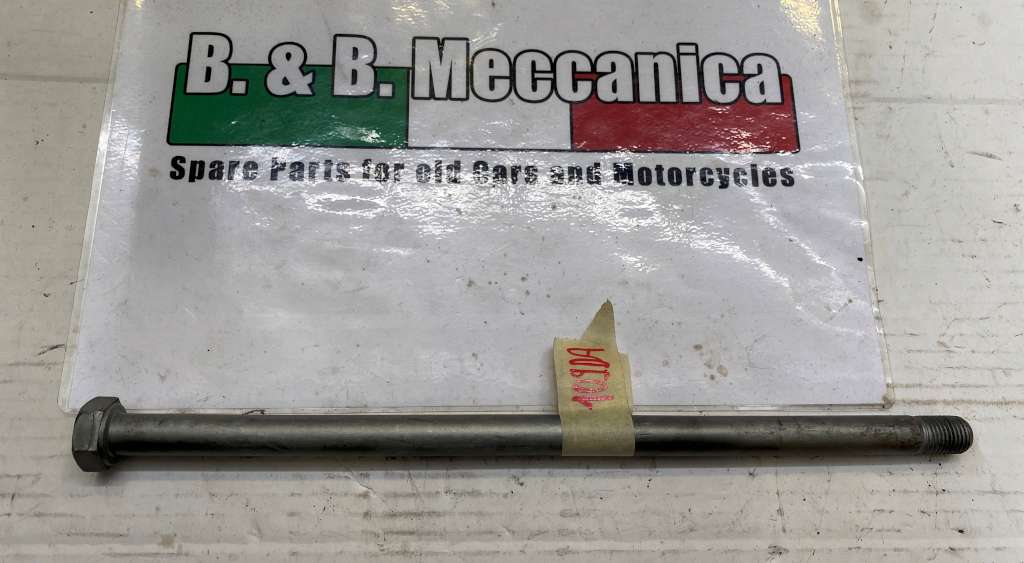 B. & B. Meccanica
Spare Parts for old Cars and Motorcycles